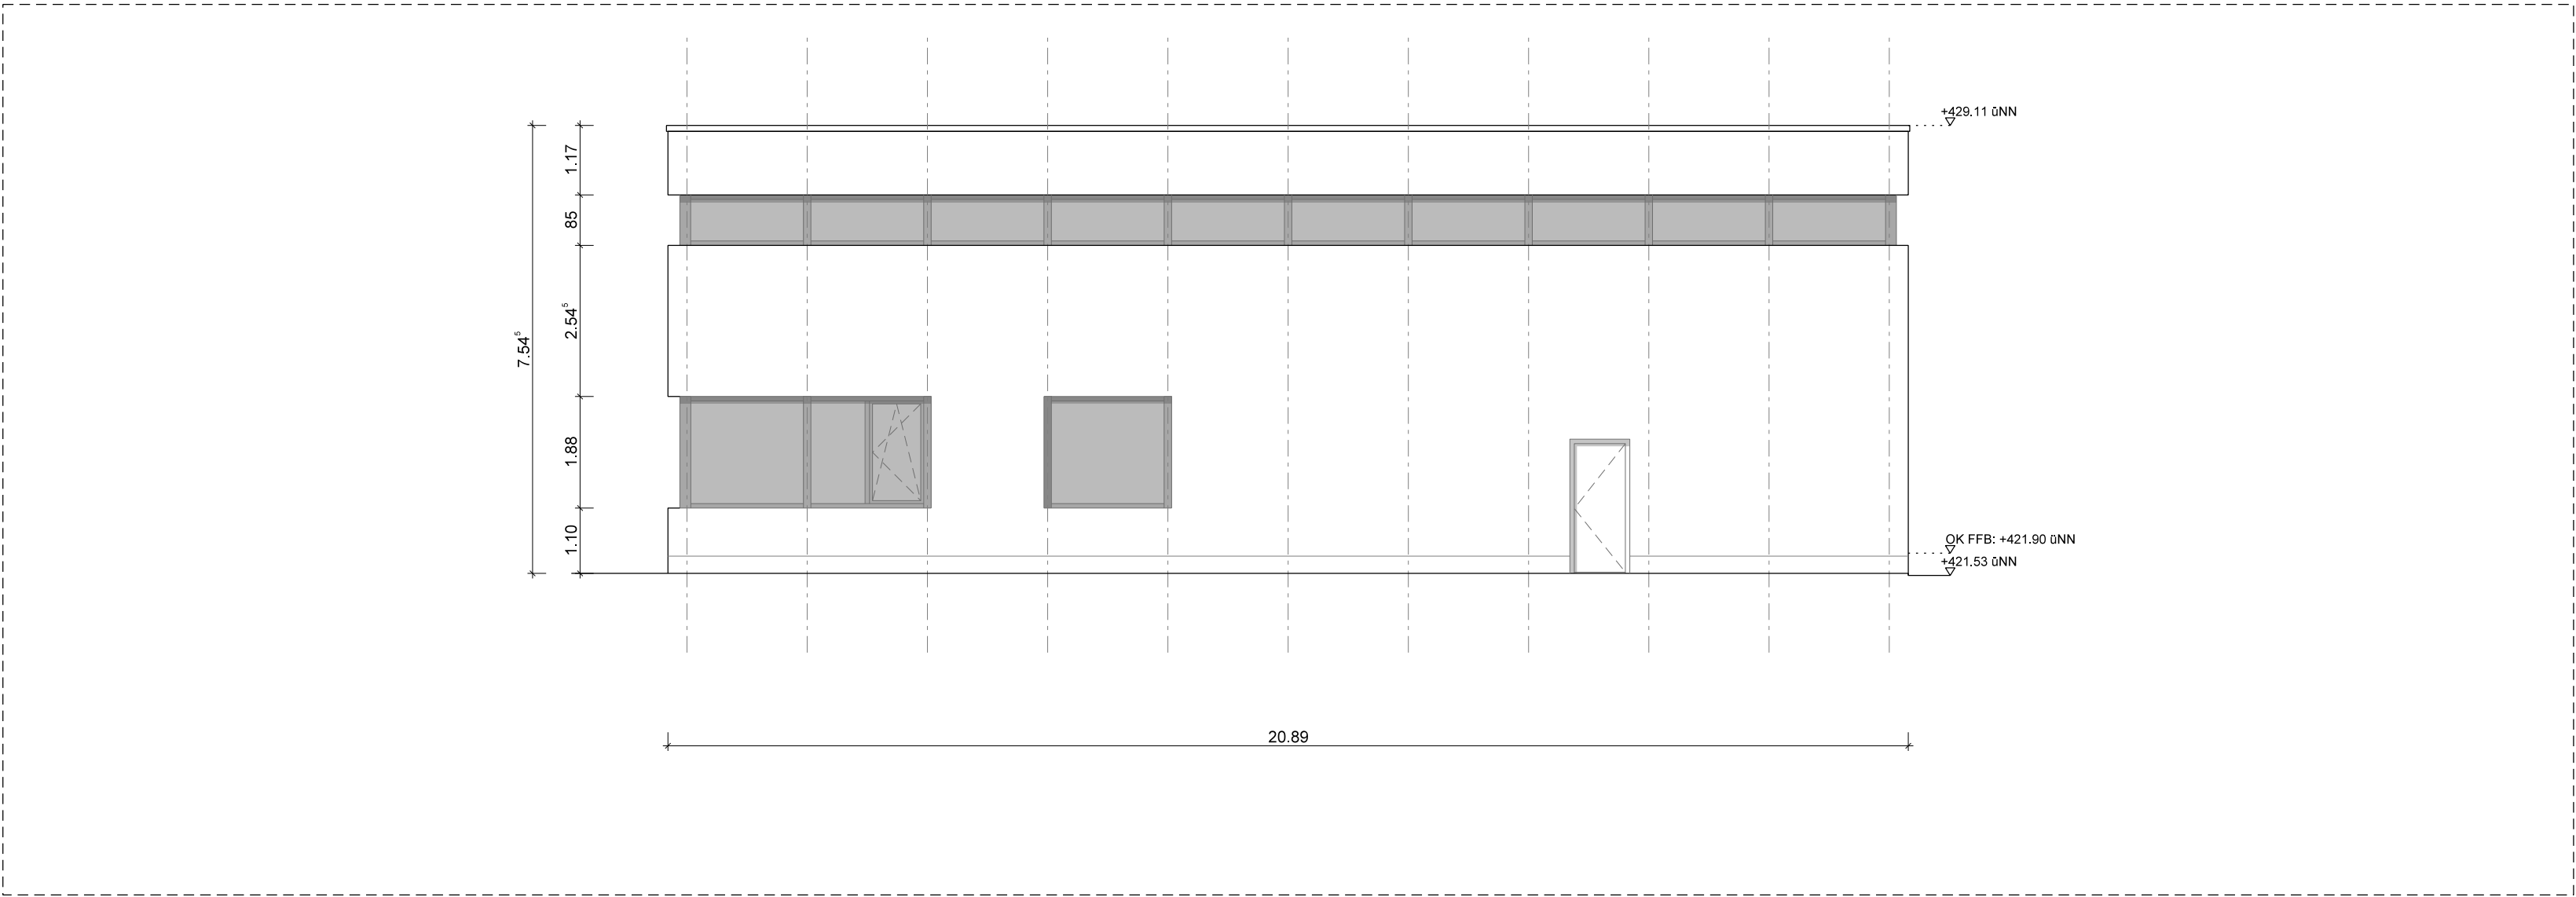 +429.11 üNN
1.17
85
2.54⁵
7.54⁵
1.88
1.10
OK FFB: +421.90 üNN
+421.53 üNN
20.89